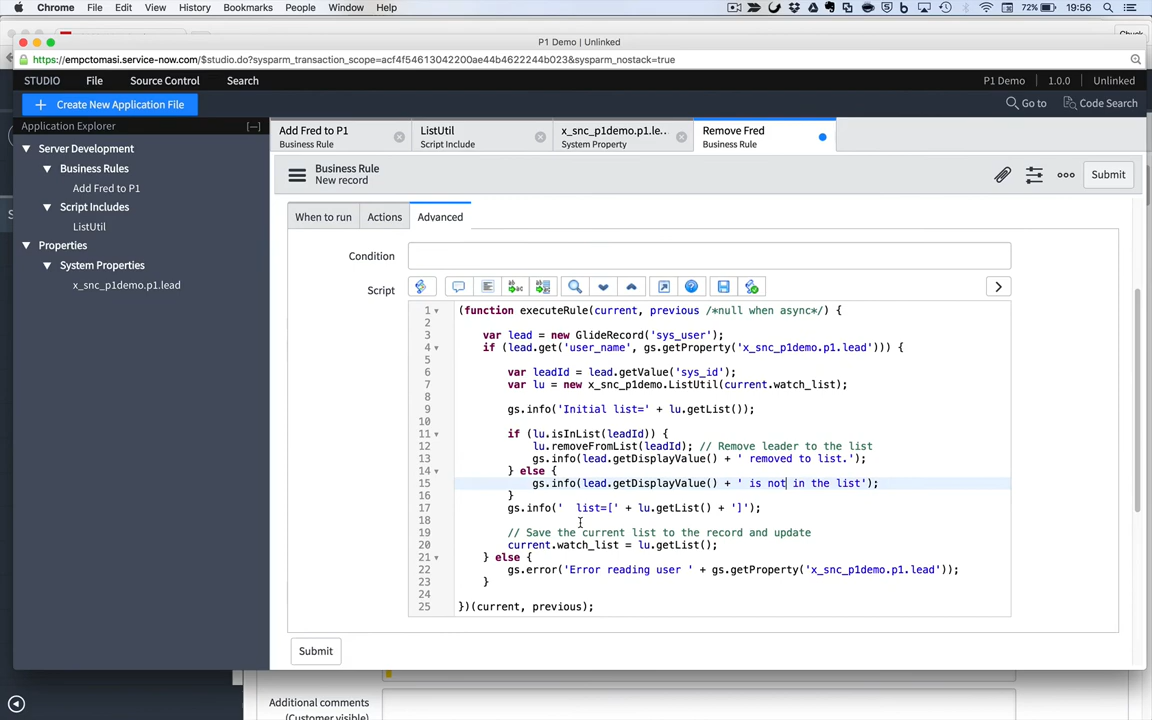 Chrome File Edit View History Bookmarks People Window Help 72% 19:56
P1 Demo | Unlinked
https://empctomasi.service-now.com/$studio.do?sysparm_transaction_scope=acf4f54613042200ae44b4622244b023&sysparm_nostack=true
STUDIO File Source Control Search P1 Demo 1.0.0 Unlinked
+ Create New Application File Go to Code Search
Application Explorer [—]
Server Development
Business Rules
Add Fred to P1
Script Includes
ListUtil
Properties
System Properties
x_snc_p1demo.p1.lead
Add Fred to P1
Business Rule
ListUtil
Script Include
x_snc_p1demo.p1.le...
System Property
Remove Fred
Business Rule
Business Rule
New record
Submit
When to run Actions Advanced
Condition
Script
1 (function executeRule(current, previous /*null when async*/) {
2
3 var lead = new GlideRecord('sys_user');
4 if (lead.get('user_name', gs.getProperty('x_snc_p1demo.p1.lead'))) {
5
6 var leadId = lead.getValue('sys_id');
7 var lu = new x_snc_p1demo.ListUtil(current.watch_list);
8
9 gs.info('Initial list=' + lu.getList());
10
11 if (lu.isInList(leadId)) {
12 lu.removeFromList(leadId); // Remove leader to the list
13 gs.info(lead.getDisplayValue() + ' removed to list.');
14 } else {
15 gs.info(lead.getDisplayValue() + ' is not in the list');
16 }
17 gs.info('  list=[' + lu.getList() + ']');
18
19 // Save the current list to the record and update
20 current.watch_list = lu.getList();
21 } else {
22 gs.error('Error reading user ' + gs.getProperty('x_snc_p1demo.p1.lead'));
23 }
24
25 })(current, previous);
Submit
Additional comments
(Customer visible)